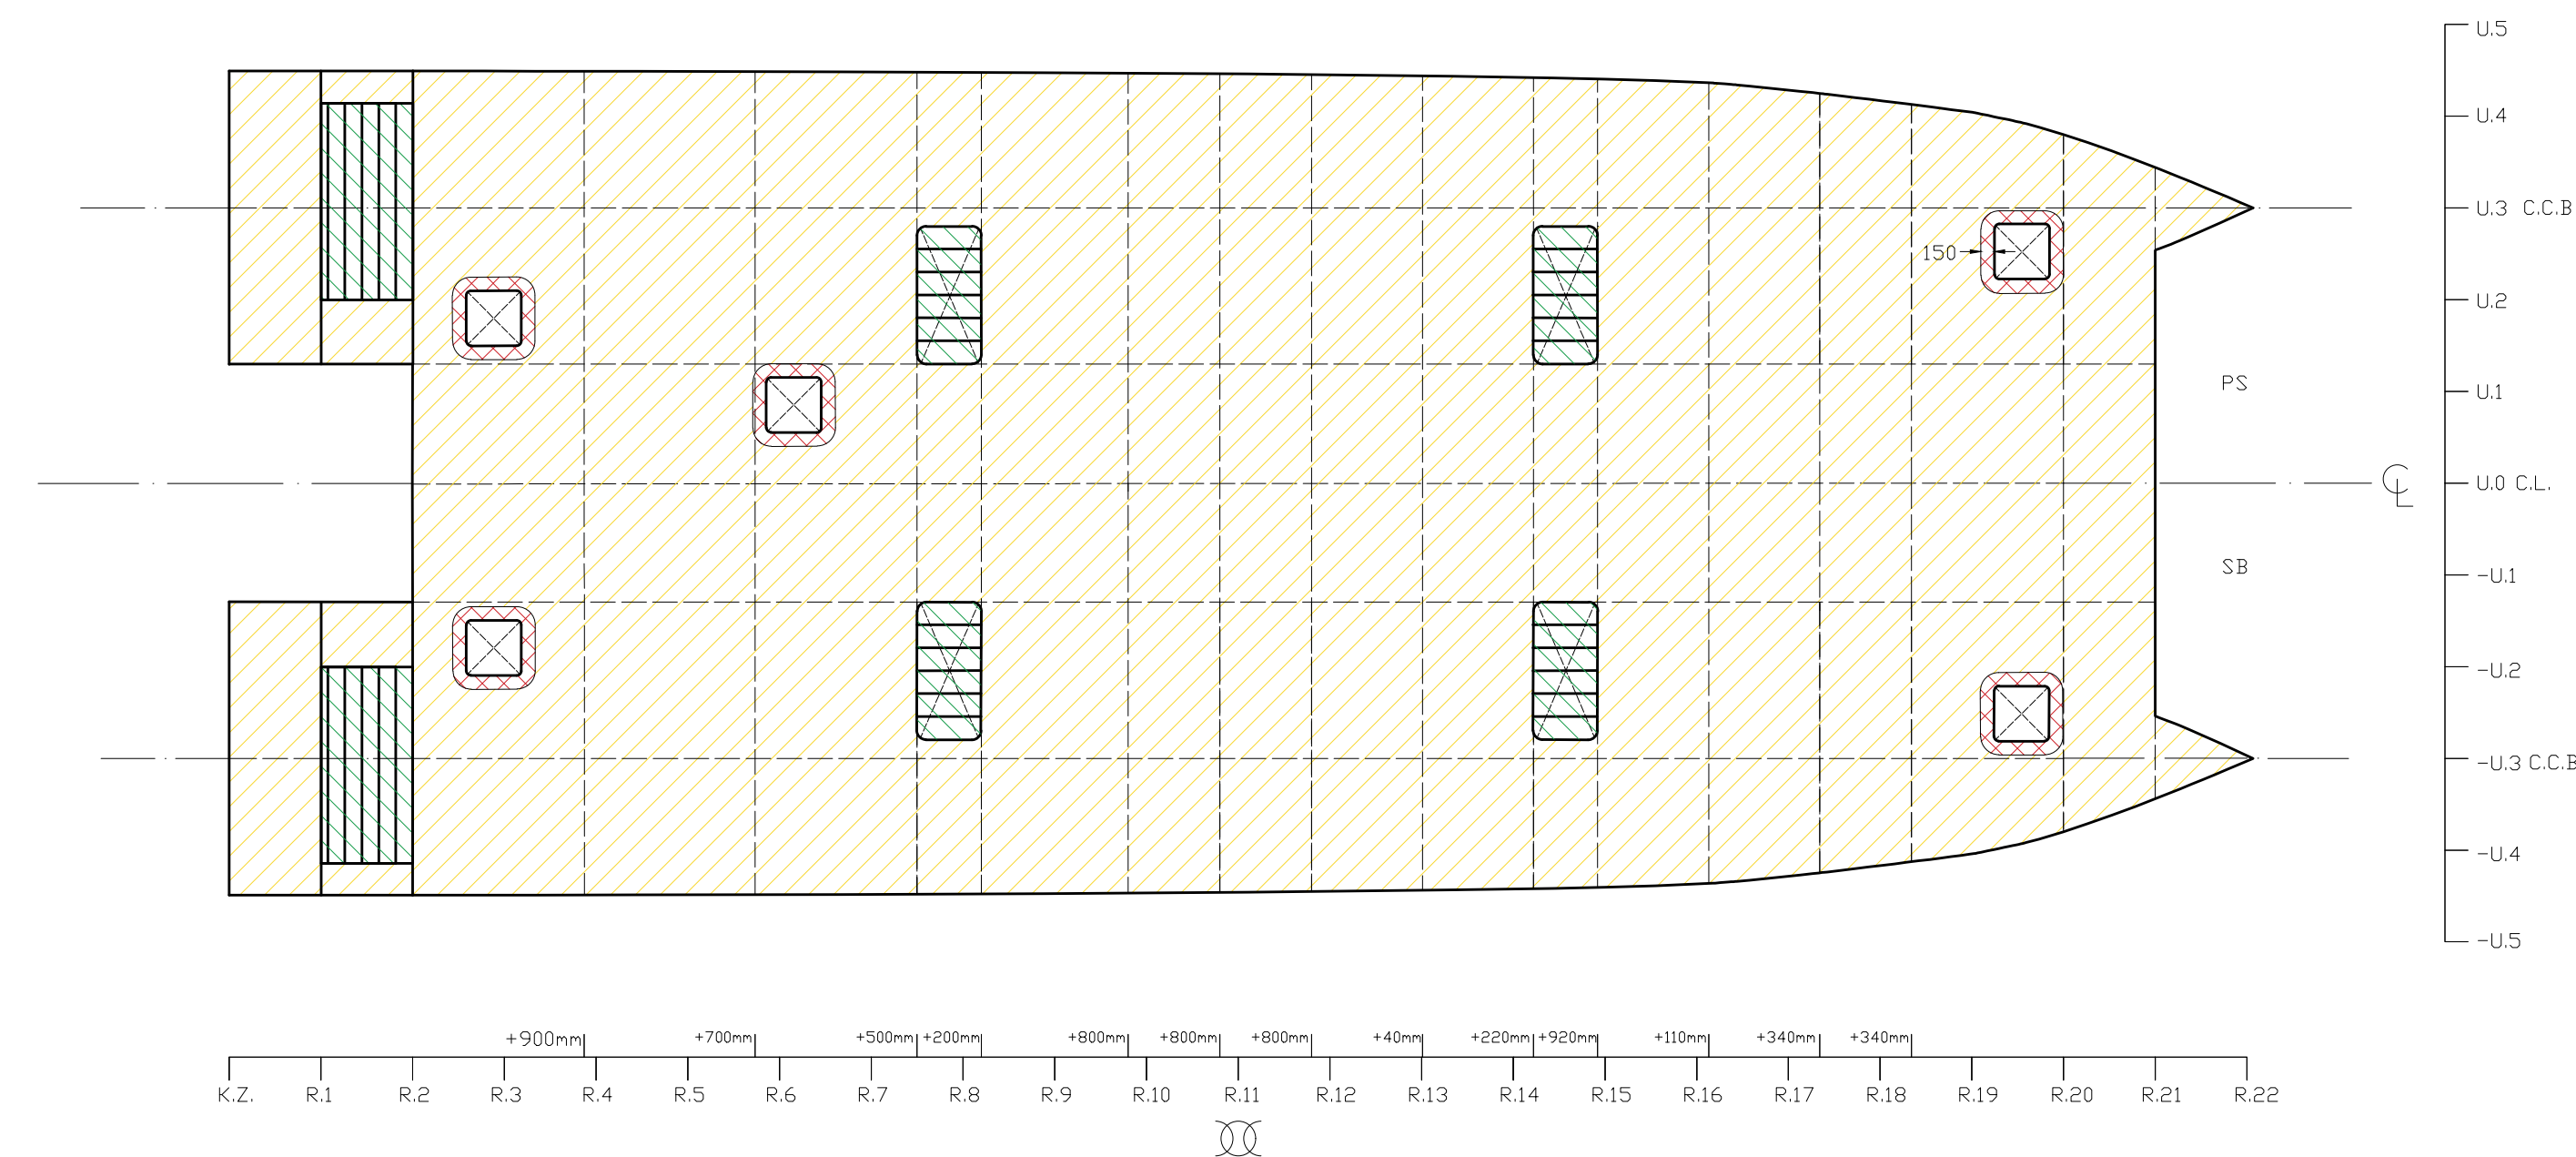 U.5
U.4
U.3 C.C.B
150
U.2
U.1
PS
U.0 C.L.
SB
-U.1
-U.2
-U.3 C.C.B
-U.4
-U.5
+900mm +700mm +500mm +200mm +800mm +800mm +800mm +40mm +220mm +920mm +110mm +340mm +340mm
K.Z. R.1 R.2 R.3 R.4 R.5 R.6 R.7 R.8 R.9 R.10 R.11 R.12 R.13 R.14 R.15 R.16 R.17 R.18 R.19 R.20 R.21 R.22